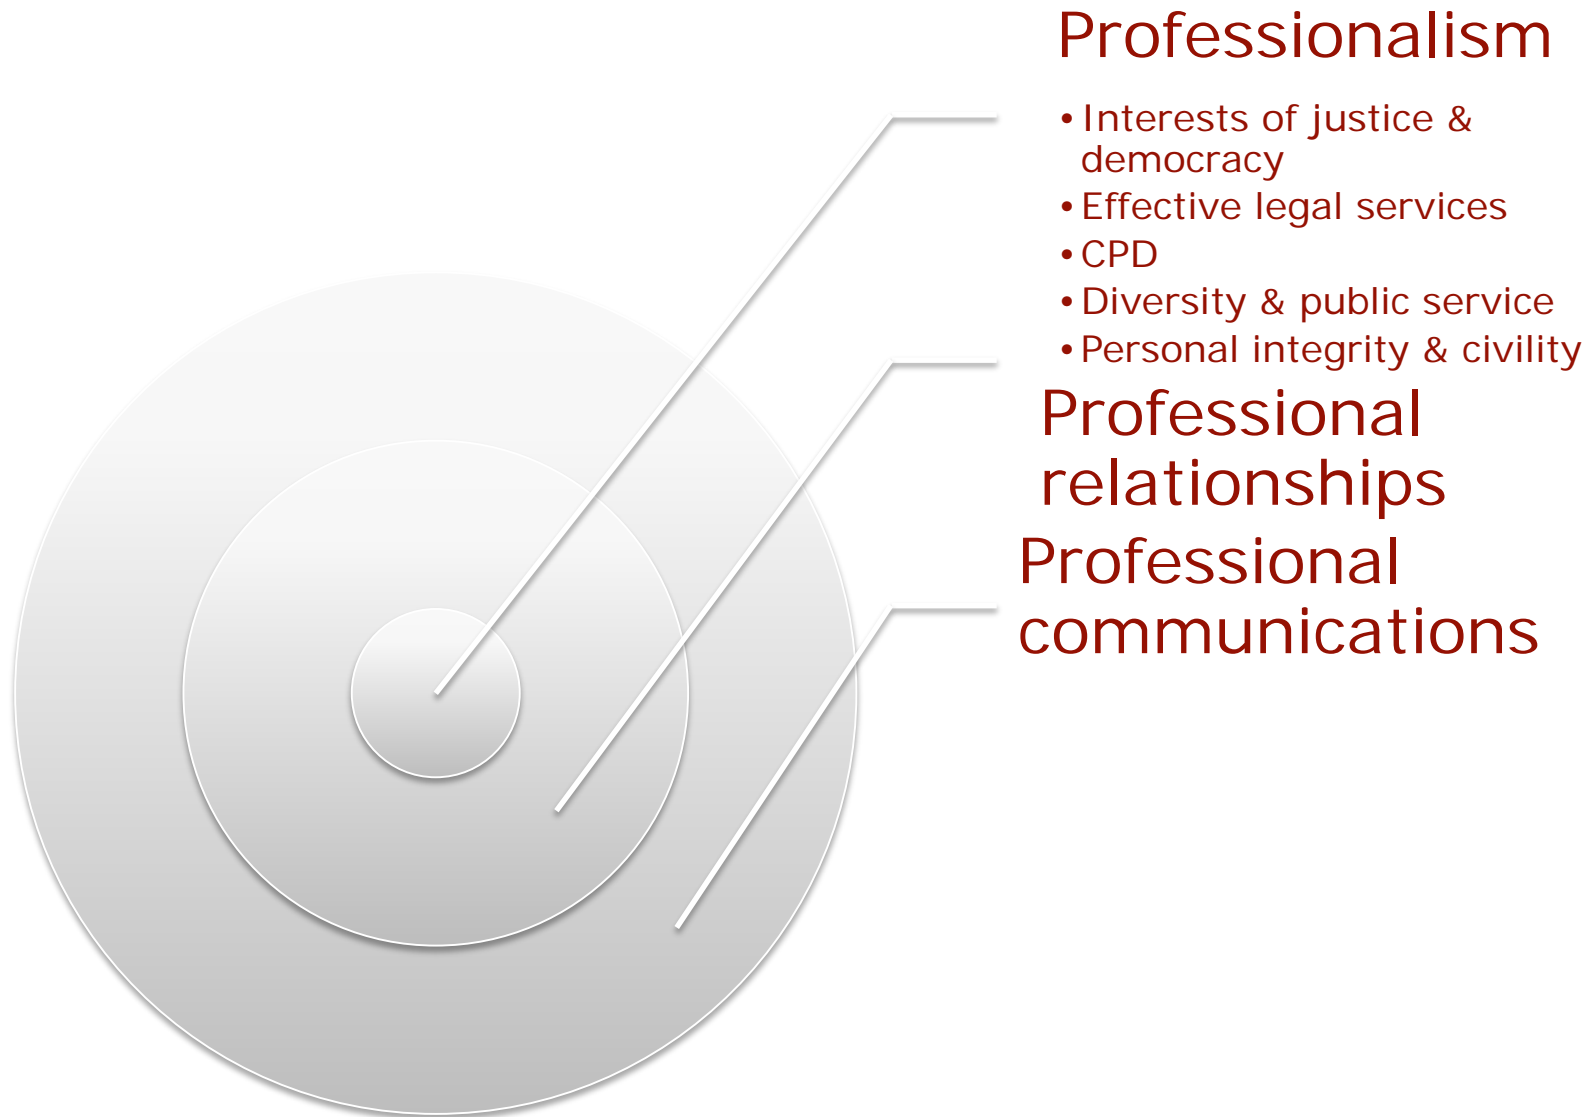 Professionalism
• Interests of justice &
democracy
• Effective legal services
• CPD
• Diversity & public service
• Personal integrity & civility
Professional
relationships
Professional
communications